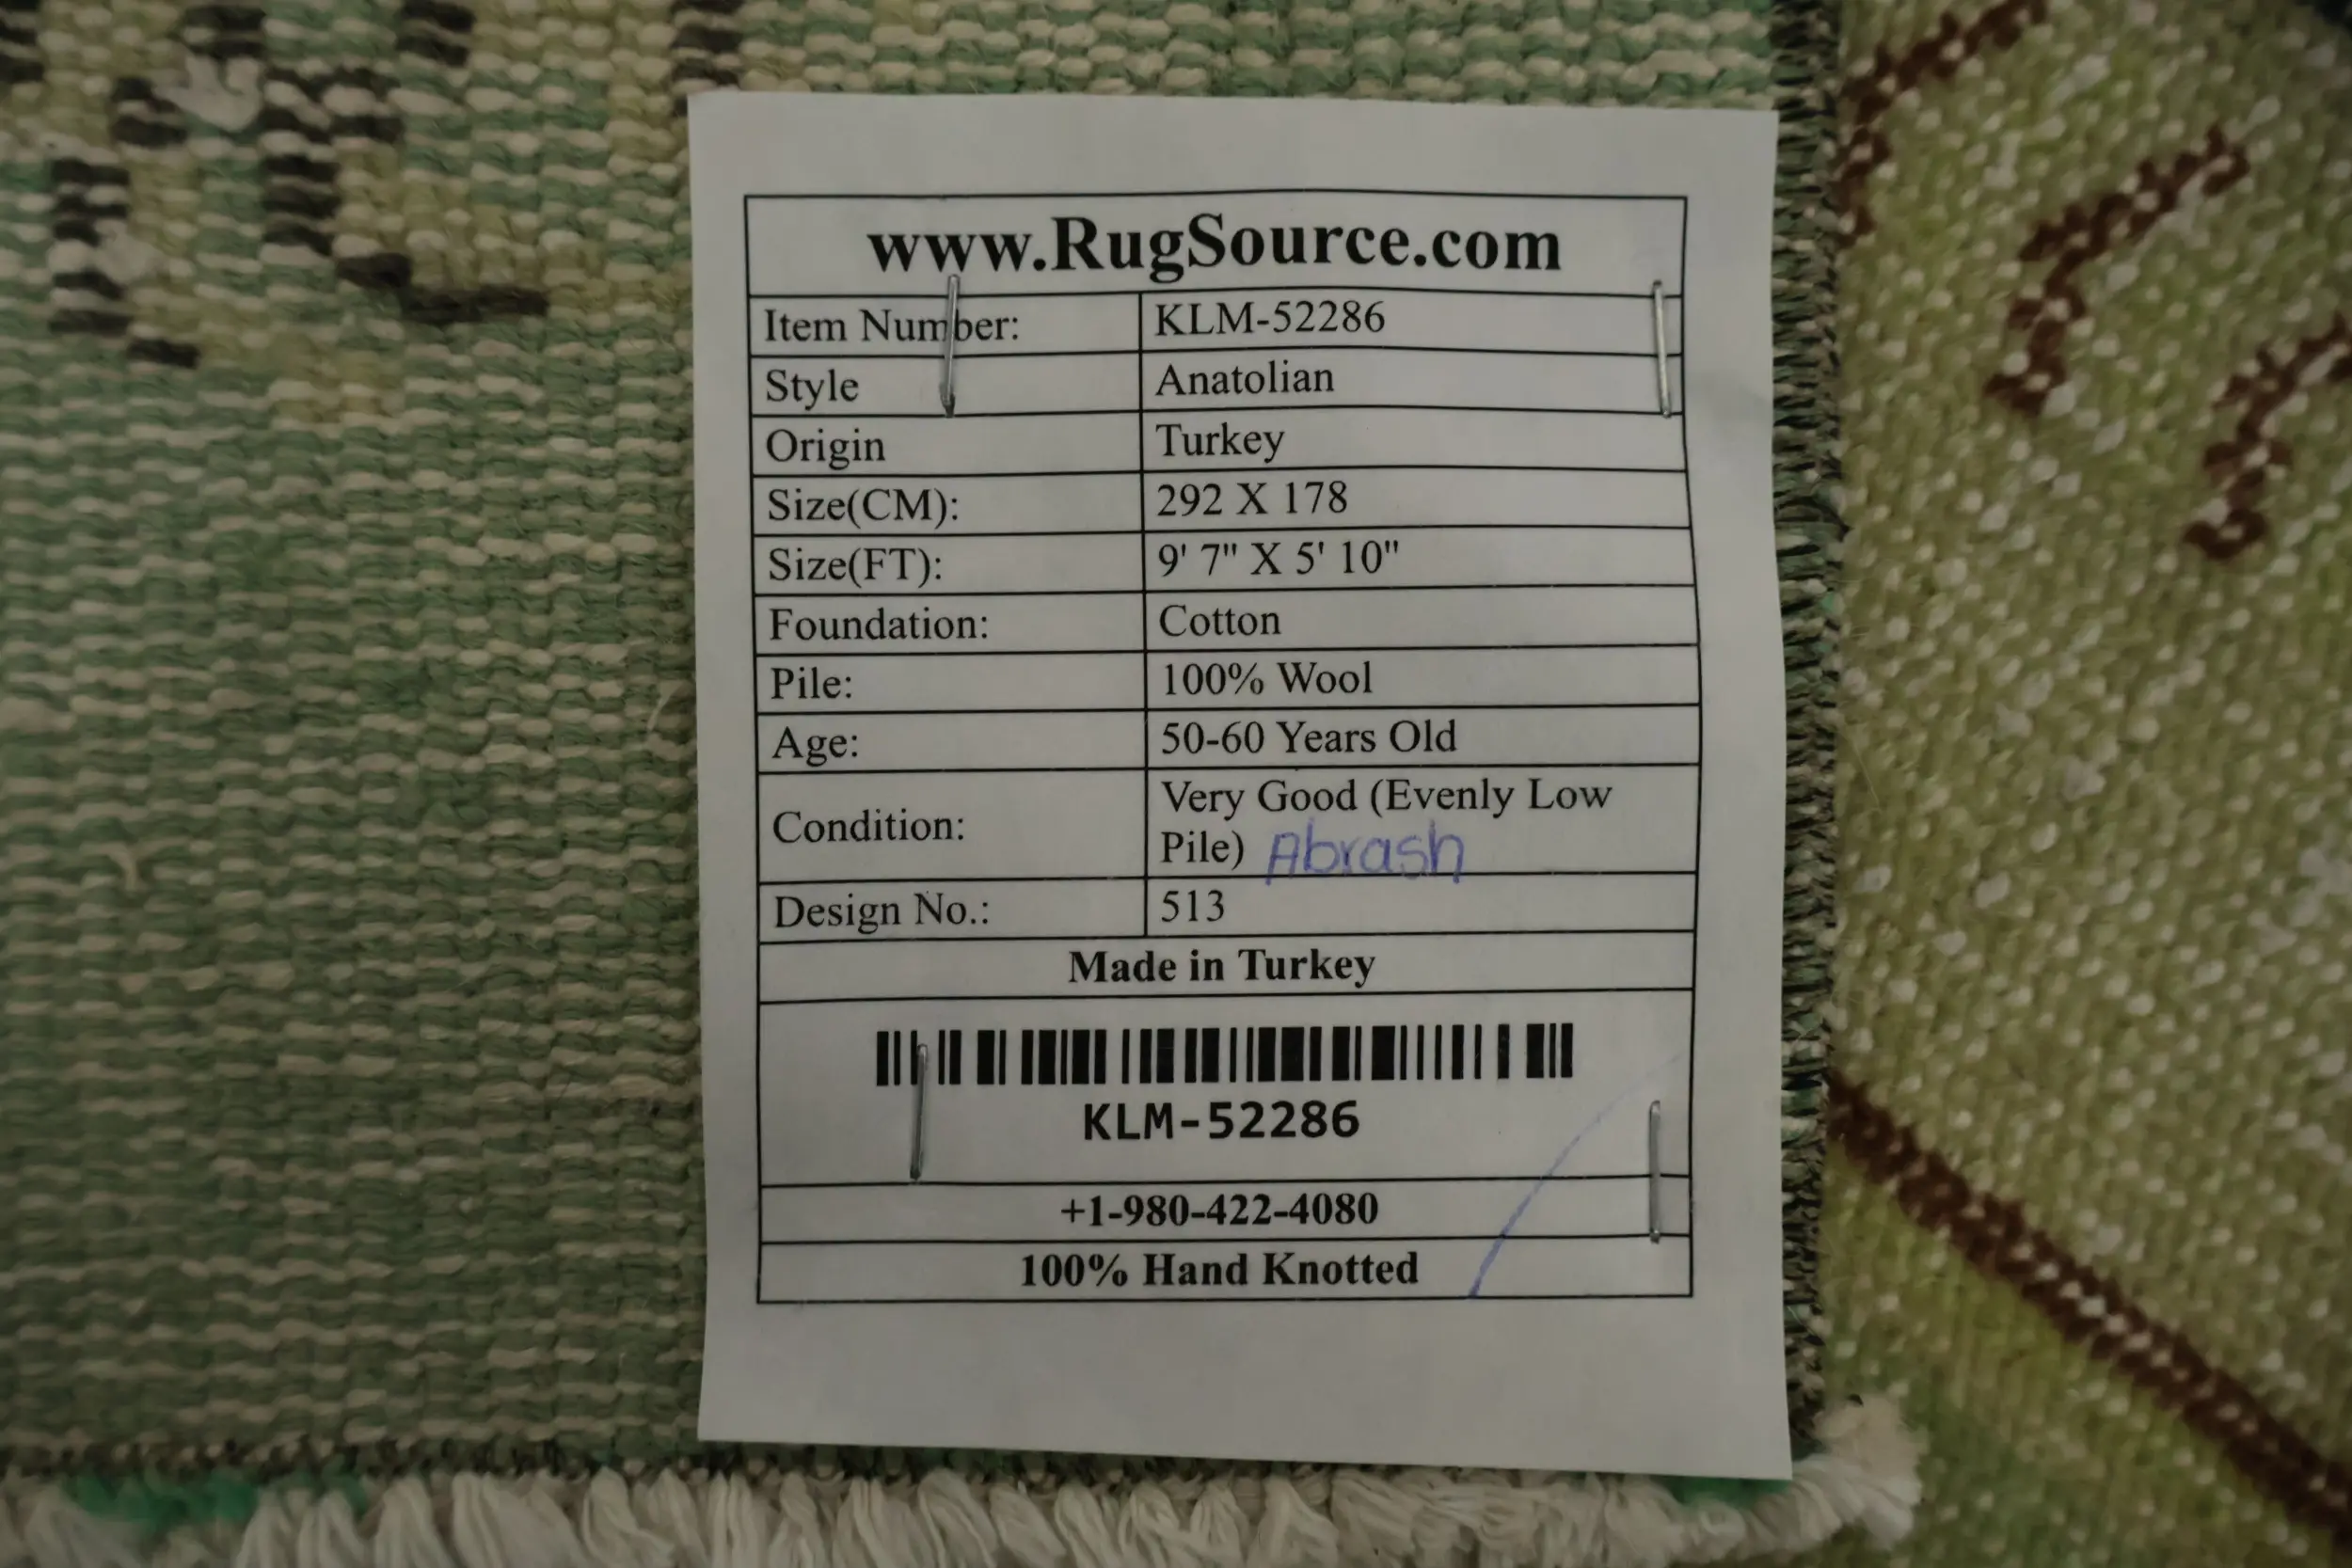 www.RugSource.com
Item Number: KLM-52286
Style Anatolian
Origin Turkey
Size(CM): 292 X 178
Size(FT): 9' 7" X 5' 10"
Foundation: Cotton
Pile: 100% Wool
Age: 50-60 Years Old
Condition: Very Good (Evenly Low
Pile) Abrash
Design No.: 513
Made in Turkey
KLM-52286
+1-980-422-4080
100% Hand Knotted